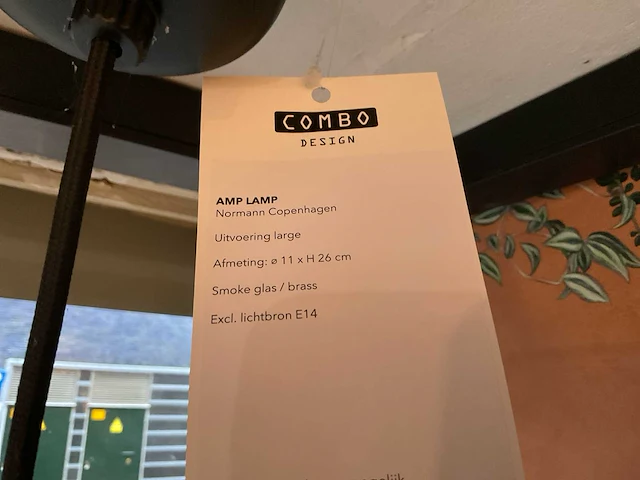 COMBO
DESIGN
AMP LAMP
Normann Copenhagen
Uitvoering large
Afmeting: ø 11 x H 26 cm
Smoke glas / brass
Excl. lichtbron E14